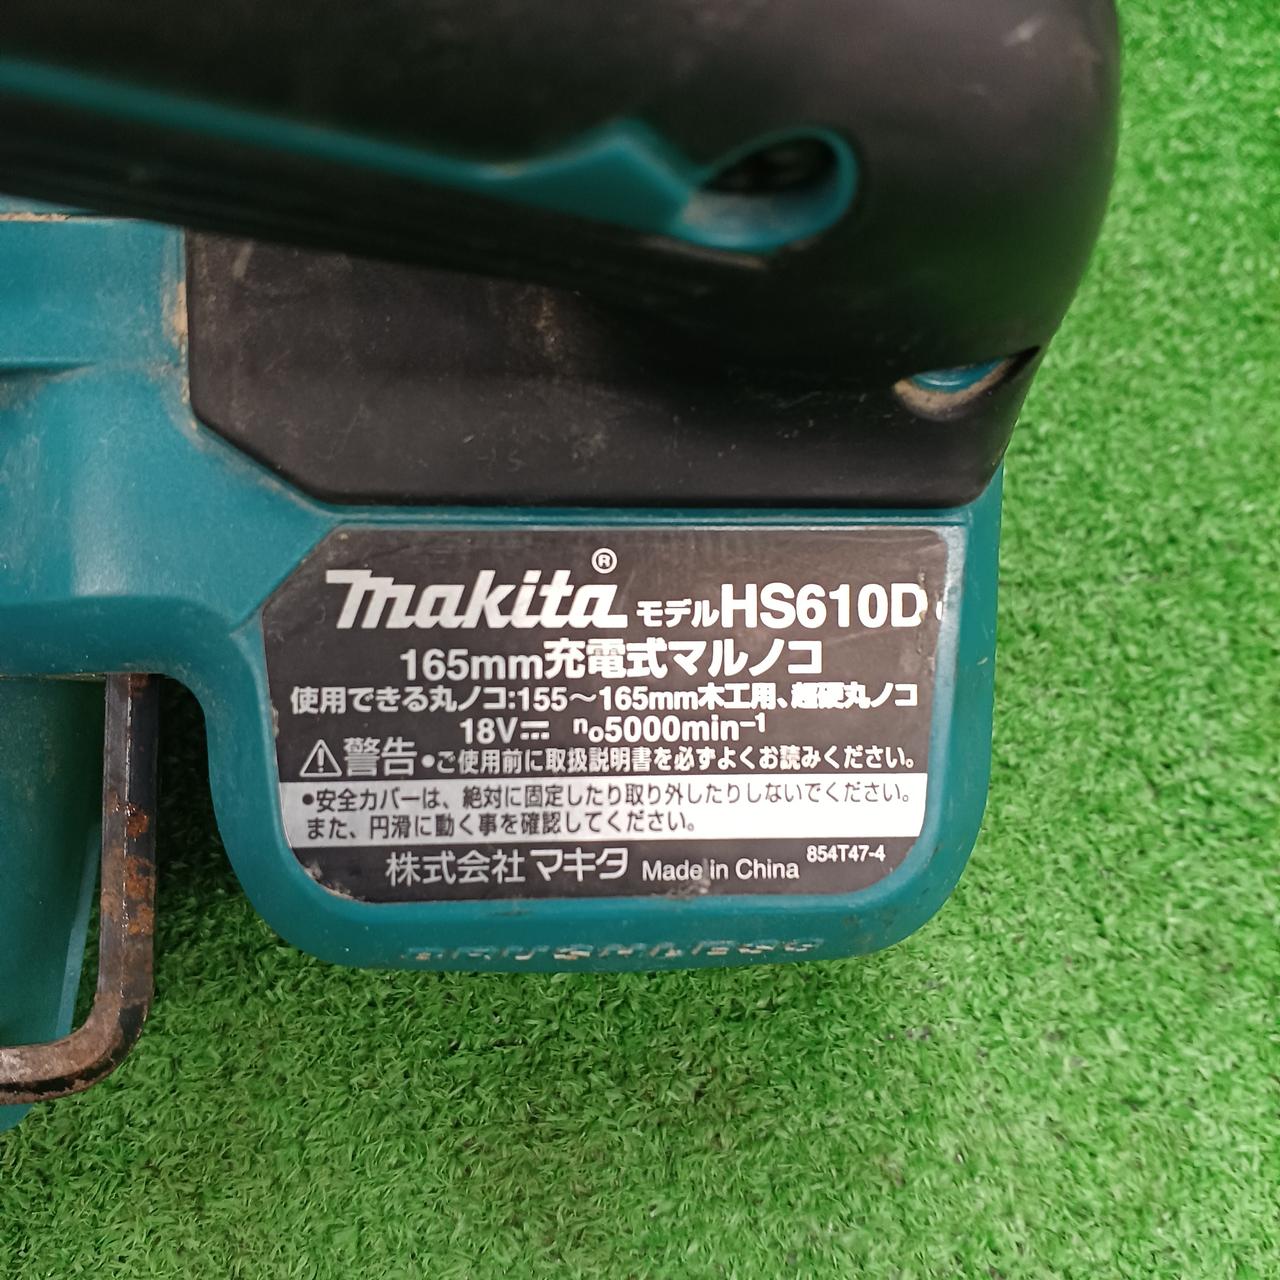 makita® モデルHS610D
165mm充電式マルノコ
使用できる丸ノコ:155～165mm木工用、超硬丸ノコ
18V⎓ n₀5000min⁻¹
⚠警告 •ご使用前に取扱説明書を必ずよくお読みください。
•安全カバーは、絶対に固定したり取り外したりしないでください。
また、円滑に動く事を確認してください。
株式会社 マキタ Made in China 854T47-4
BRUSHLESS